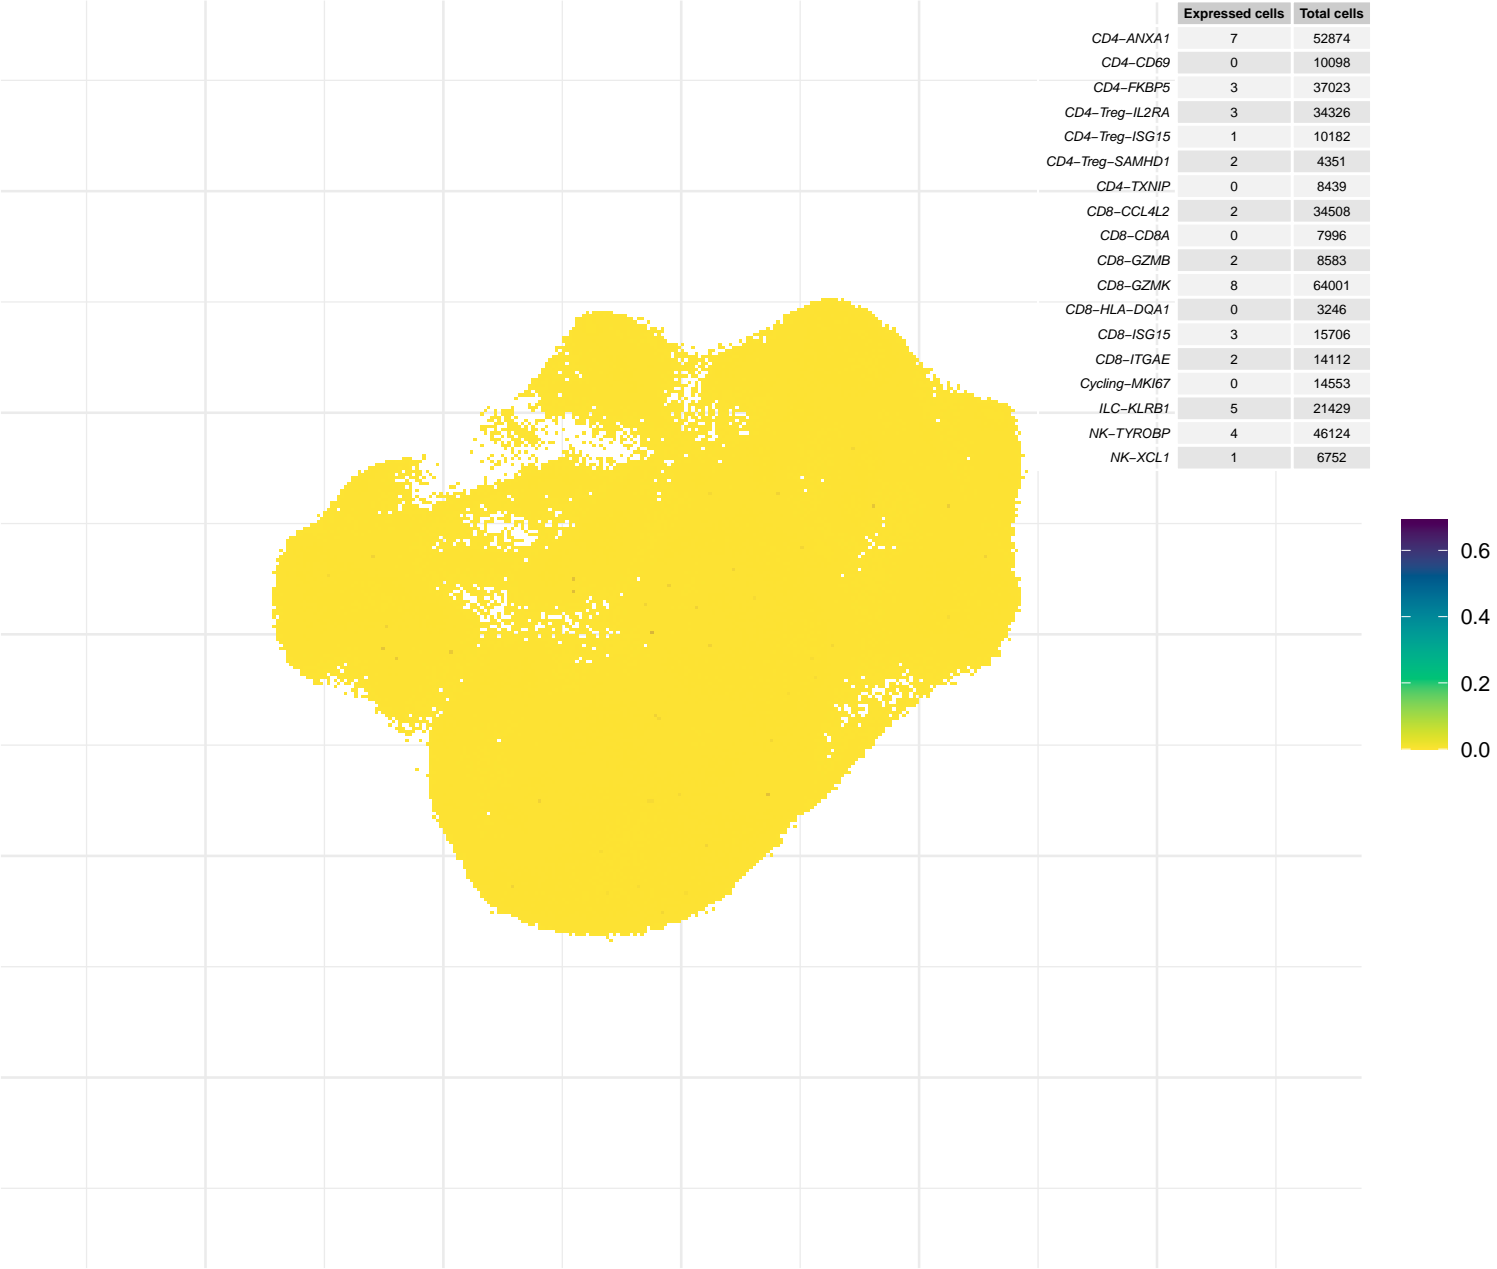 Expressed cells Total cells
CD4−ANXA1 7 52874
CD4−CD69 0 10098
CD4−FKBP5 3 37023
CD4−Treg−IL2RA 3 34326
CD4−Treg−ISG15 1 10182
CD4−Treg−SAMHD1 2 4351
CD4−TXNIP 0 8439
CD8−CCL4L2 2 34508
CD8−CD8A 0 7996
CD8−GZMB 2 8583
CD8−GZMK 8 64001
CD8−HLA−DQA1 0 3246
CD8−ISG15 3 15706
CD8−ITGAE 2 14112
Cycling−MKI67 0 14553
ILC−KLRB1 5 21429
NK−TYROBP 4 46124
NK−XCL1 1 6752
0.6
0.4
0.2
0.0